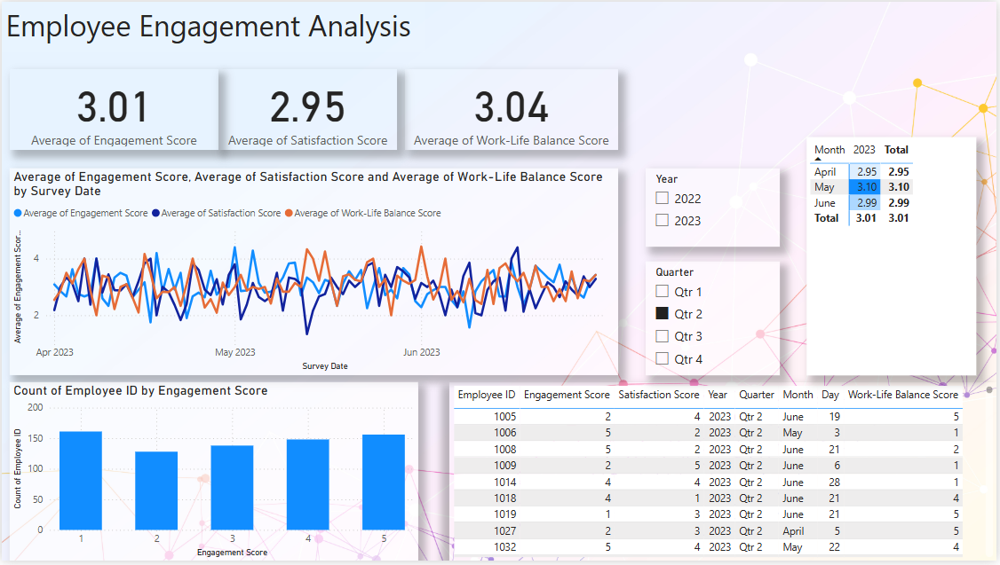 Employee Engagement Analysis
3.01
Average of Engagement Score
2.95
Average of Satisfaction Score
3.04
Average of Work-Life Balance Score
Average of Engagement Score, Average of Satisfaction Score and Average of Work-Life Balance Score
by Survey Date
Average of Engagement Score Average of Satisfaction Score Average of Work-Life Balance Score
Average of Engagement Scor...
4
2
Apr 2023 May 2023 Jun 2023
Survey Date
Year
2022
2023
Quarter
Qtr 1
Qtr 2
Qtr 3
Qtr 4
Month 2023 Total
April 2.95 2.95
May 3.10 3.10
June 2.99 2.99
Total 3.01 3.01
Count of Employee ID by Engagement Score
Count of Employee ID
200
150
100
50
0
1 2 3 4 5
Engagement Score
Employee ID Engagement Score Satisfaction Score Year Quarter Month Day Work-Life Balance Score
1005 2 4 2023 Qtr 2 June 19 5
1006 5 2 2023 Qtr 2 May 3 1
1008 5 2 2023 Qtr 2 June 21 2
1009 2 5 2023 Qtr 2 June 6 1
1014 4 4 2023 Qtr 2 June 28 1
1018 4 1 2023 Qtr 2 June 21 4
1019 1 3 2023 Qtr 2 June 21 5
1027 2 3 2023 Qtr 2 April 5 5
1032 5 4 2023 Qtr 2 May 22 4